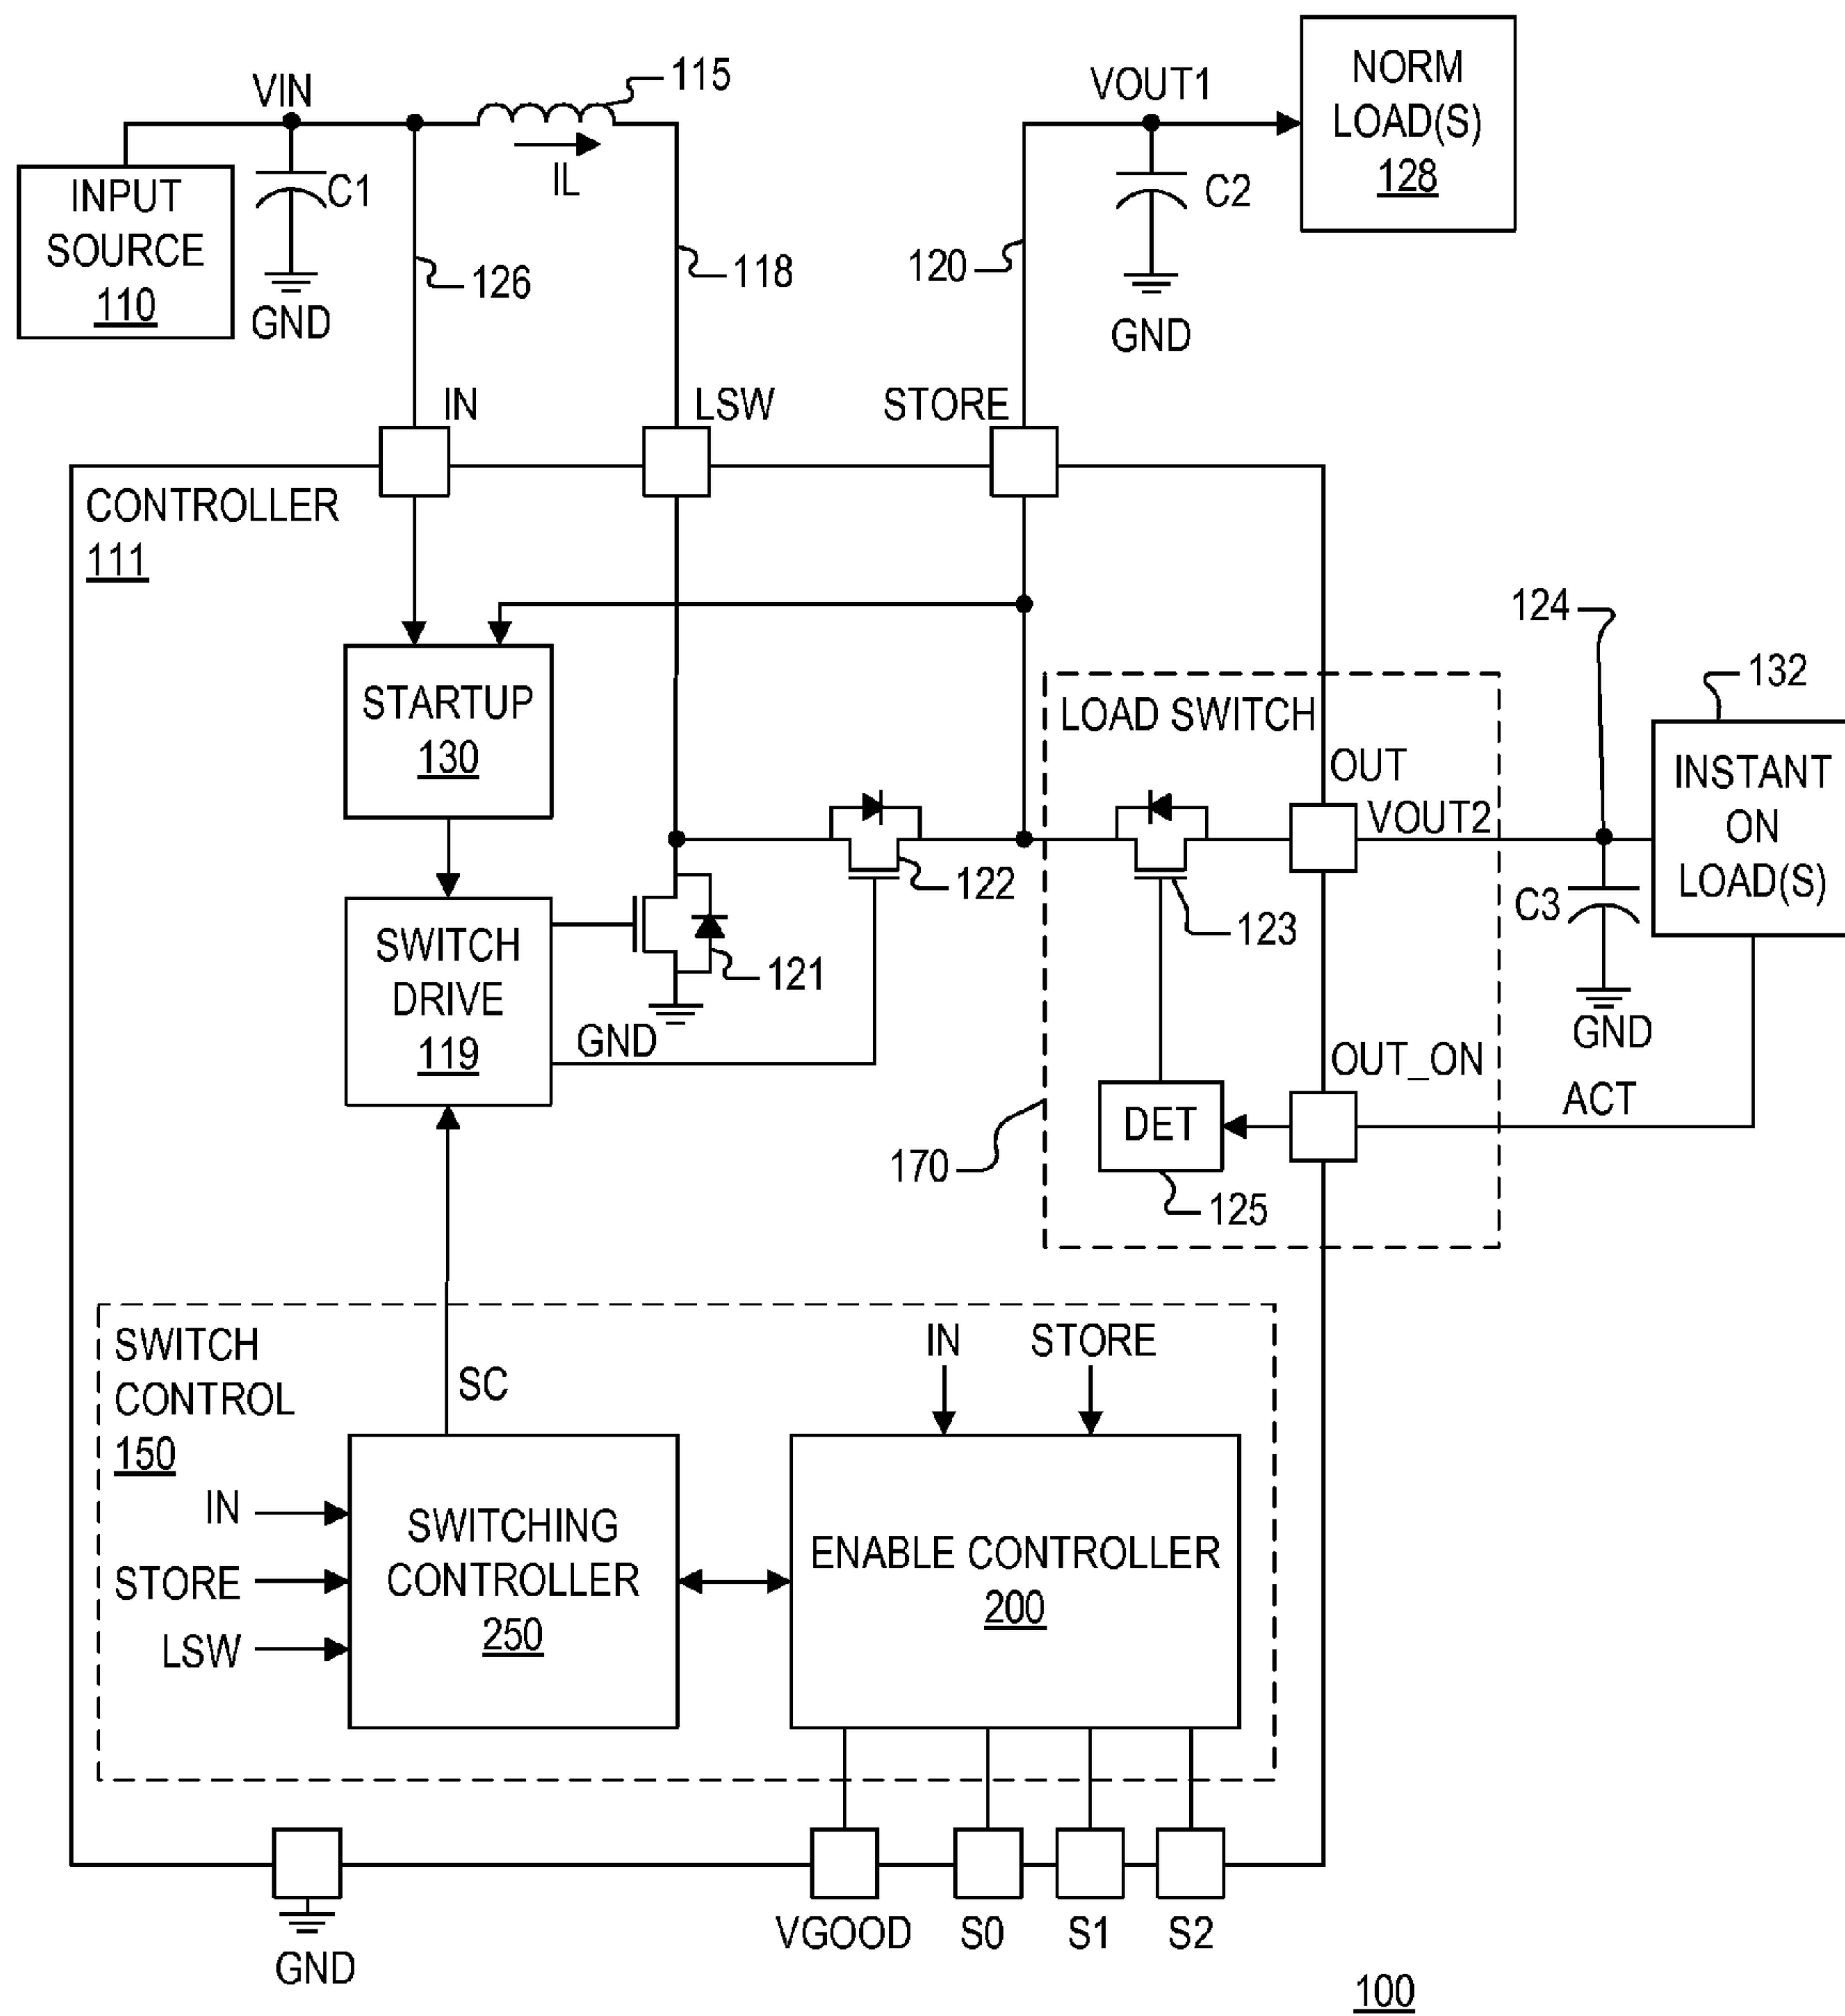 VIN
115
VOUT1
NORM
LOAD(S)
128
INPUT
SOURCE
110
C1
IL
C2
GND
126
118
120
GND
IN
LSW
STORE
CONTROLLER
111
STARTUP
130
LOAD SWITCH
124
132
OUT
VOUT2
INSTANT
ON
LOAD(S)
122
123
C3
SWITCH
DRIVE
119
121
GND
GND
OUT_ON
ACT
DET
170
125
SWITCH
CONTROL
150
SC
IN
STORE
IN
STORE
LSW
SWITCHING
CONTROLLER
250
ENABLE CONTROLLER
200
GND
VGOOD
S0
S1
S2
100